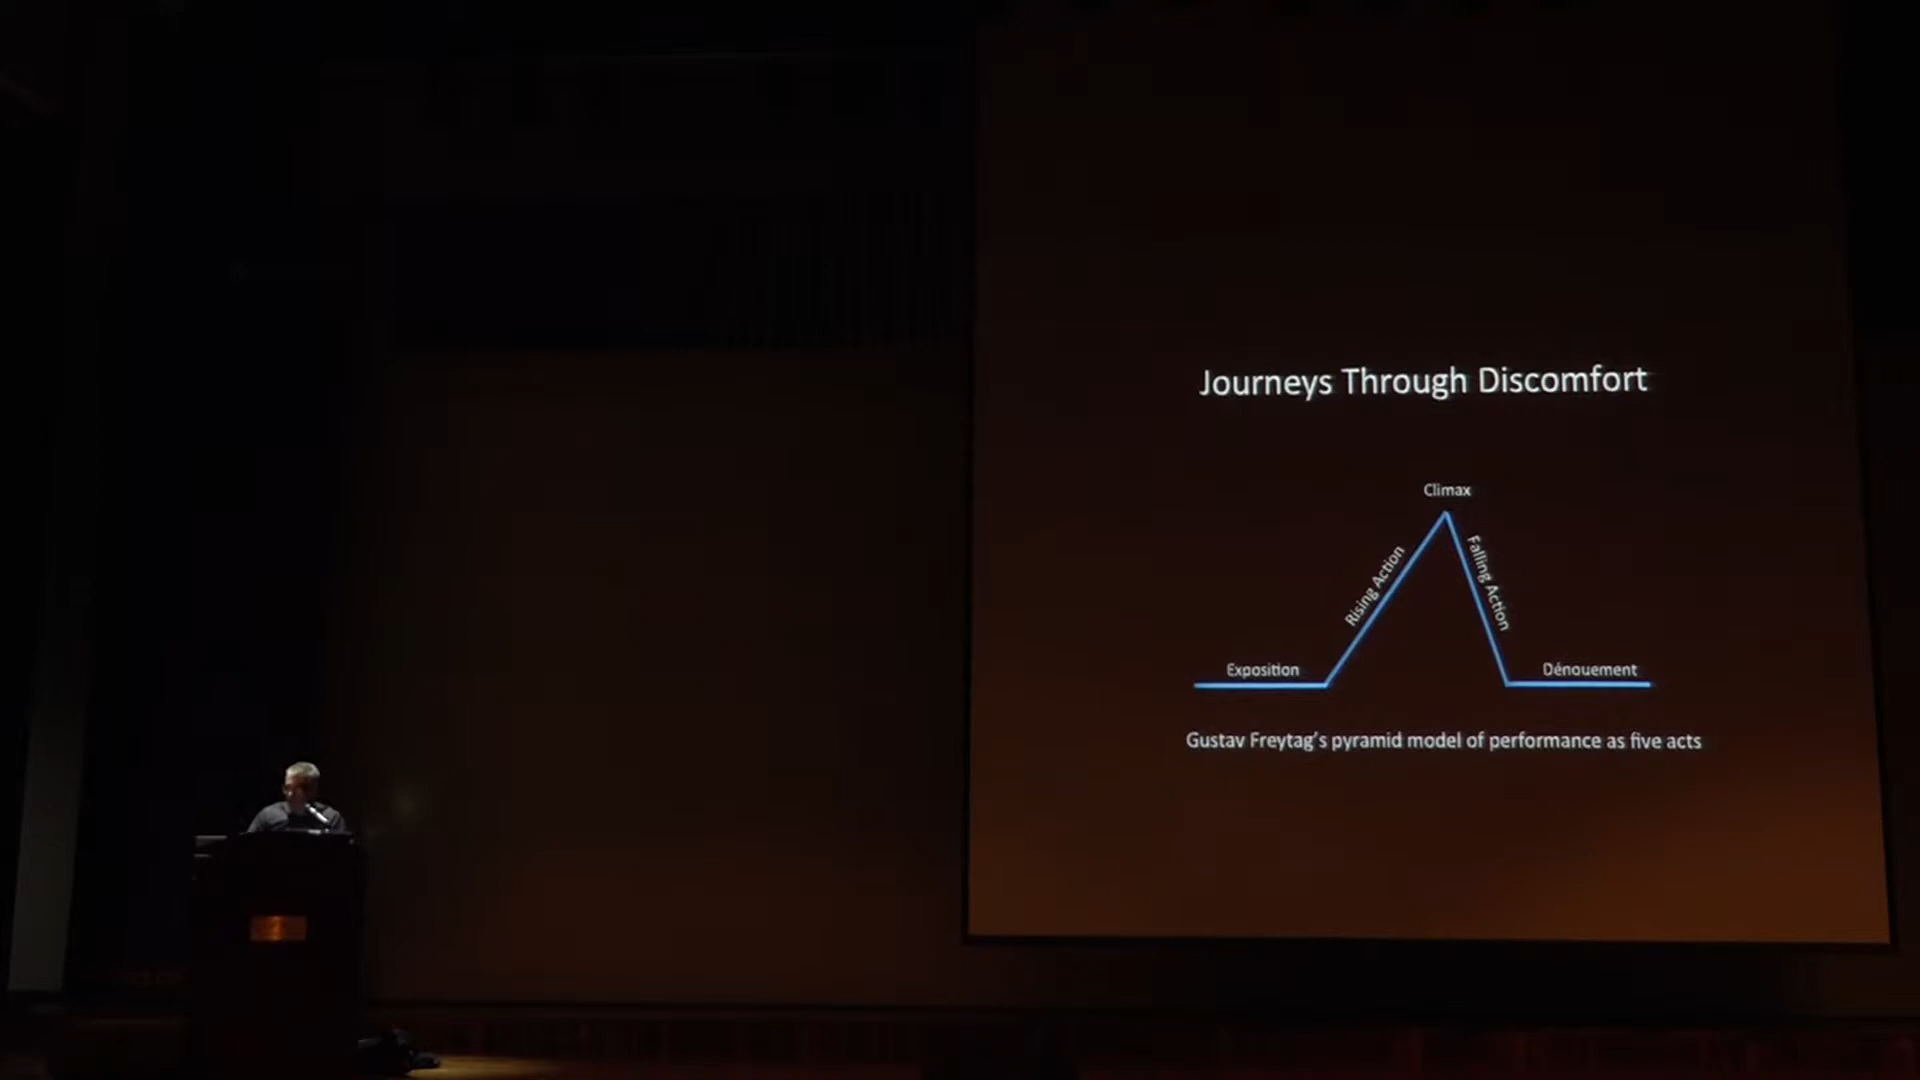 Journeys Through Discomfort
Climax
Rising Action
Falling Action
Exposition
Dénouement
Gustav Freytag's pyramid model of performance as five acts